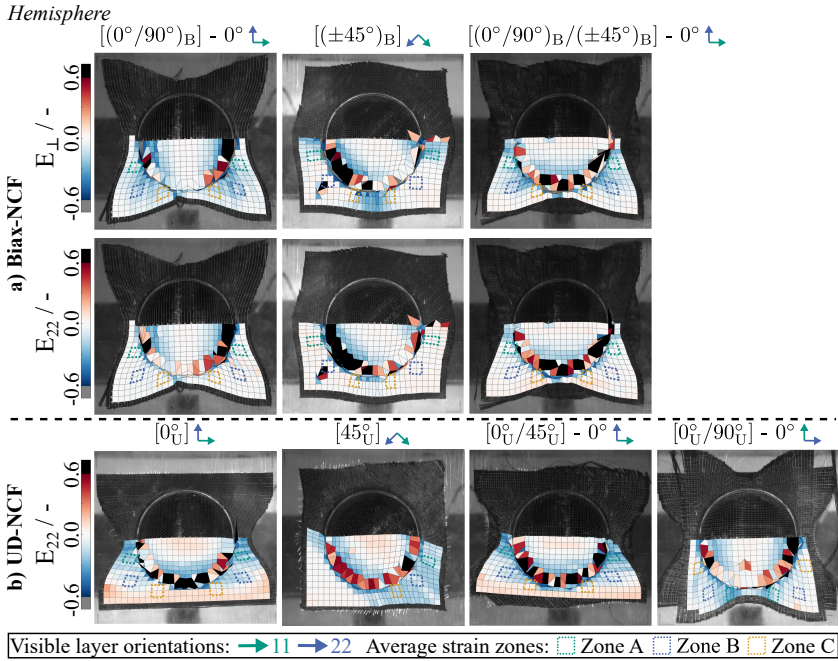 Hemisphere
[(0°/90°)B] - 0° [(±45°)B] [(0°/90°)B/(±45°)B] - 0°
a) Biax-NCF
E⊥ / -
0.6
0.0
-0.6
E22 / -
0.6
0.0
-0.6
[0°U] [45°U] [0°U/45°U] - 0° [0°U/90°U] - 0°
b) UD-NCF
E22 / -
0.6
0.0
-0.6
Visible layer orientations: 11 22 Average strain zones: Zone A Zone B Zone C